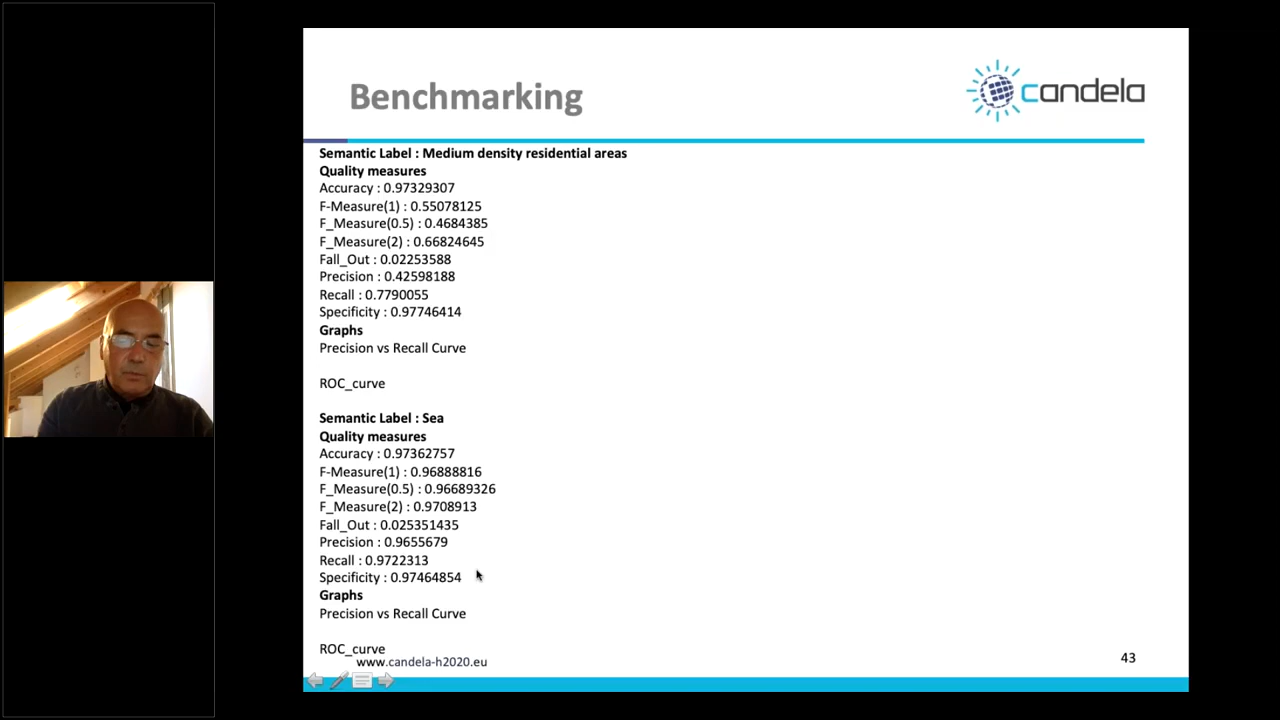 Benchmarking
candela
Semantic Label : Medium density residential areas
Quality measures
Accuracy : 0.97329307
F-Measure(1) : 0.55078125
F_Measure(0.5) : 0.4684385
F_Measure(2) : 0.66824645
Fall_Out : 0.02253588
Precision : 0.42598188
Recall : 0.7790055
Specificity : 0.97746414
Graphs
Precision vs Recall Curve
ROC_curve
Semantic Label : Sea
Quality measures
Accuracy : 0.97362757
F-Measure(1) : 0.96888816
F_Measure(0.5) : 0.96689326
F_Measure(2) : 0.9708913
Fall_Out : 0.025351435
Precision : 0.9655679
Recall : 0.9722313
Specificity : 0.97464854
Graphs
Precision vs Recall Curve
ROC_curve
www.candela-h2020.eu
43